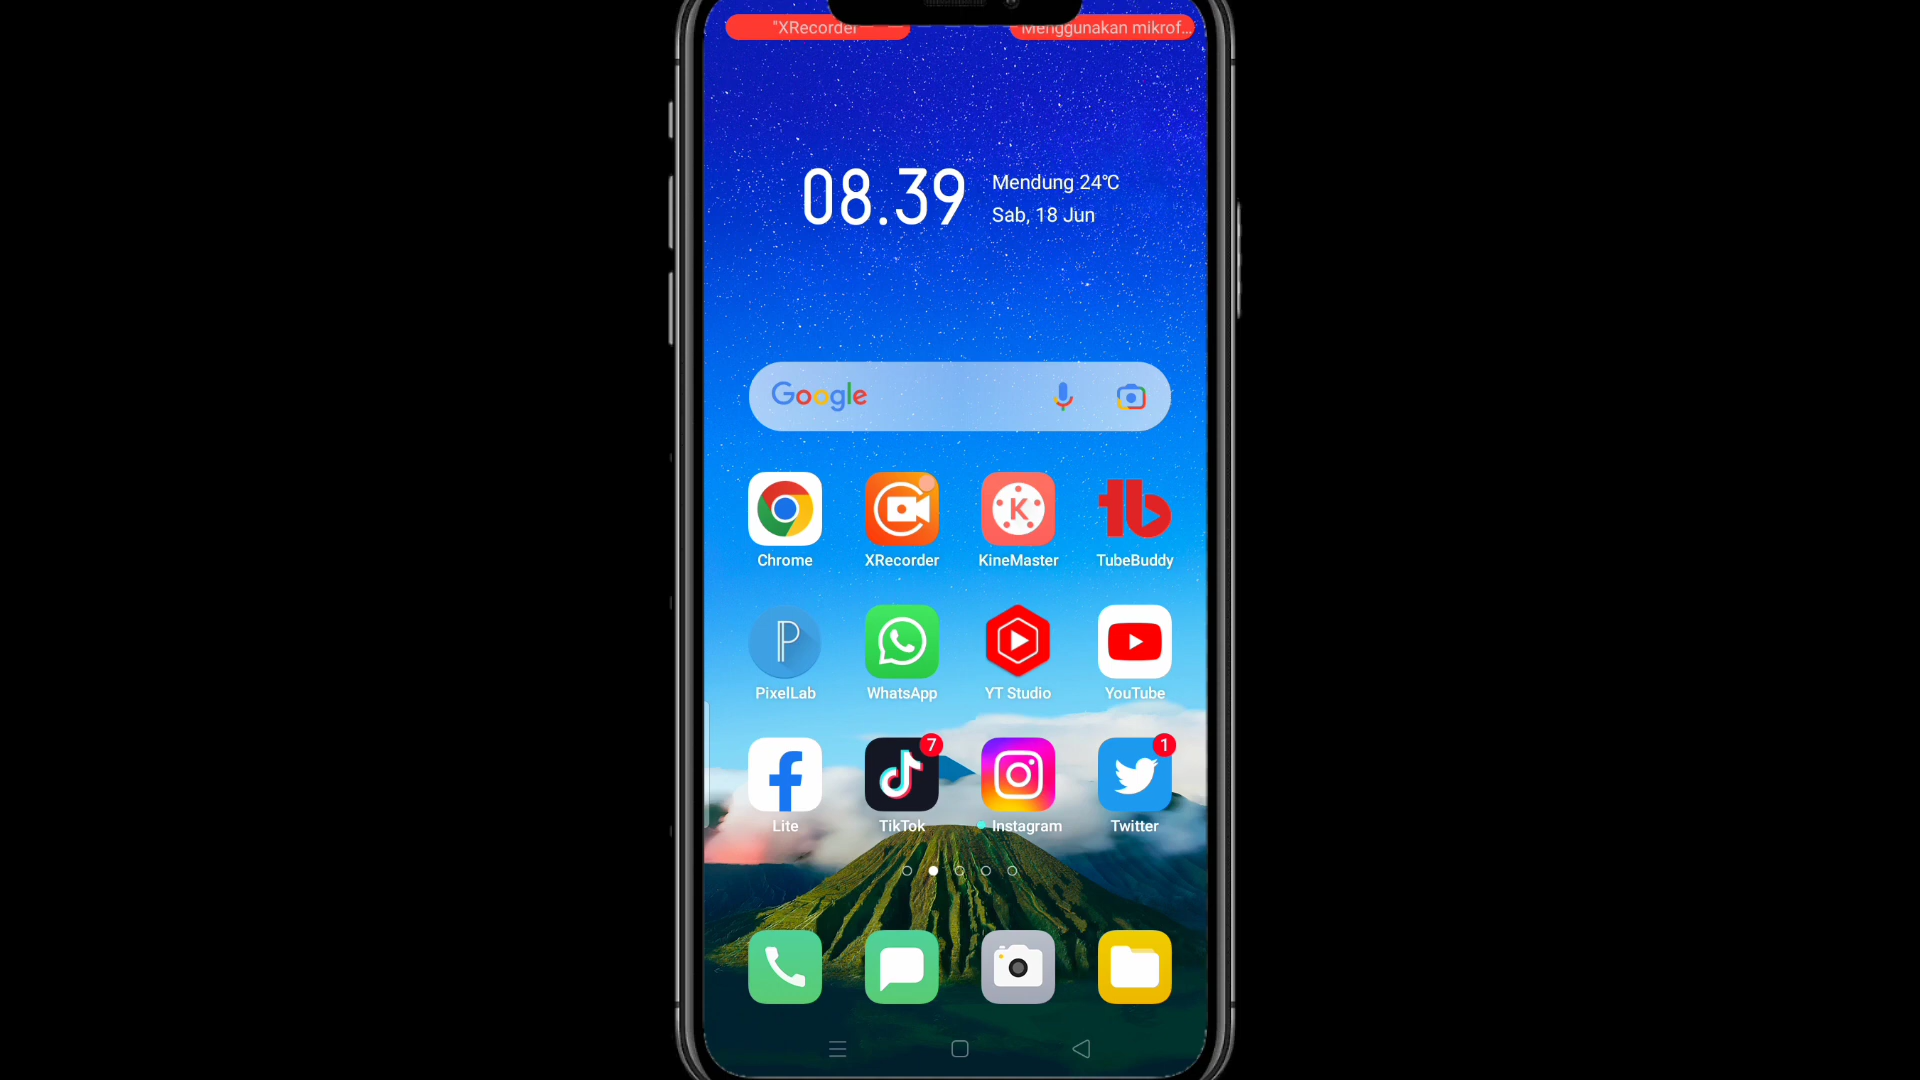 "XRecorder
Menggunakan mikrof...
08.39
Mendung 24°C
Sab, 18 Jun
Google
Chrome
XRecorder
KineMaster
TubeBuddy
PixelLab
WhatsApp
YT Studio
YouTube
7
1
Lite
TikTok
Instagram
Twitter